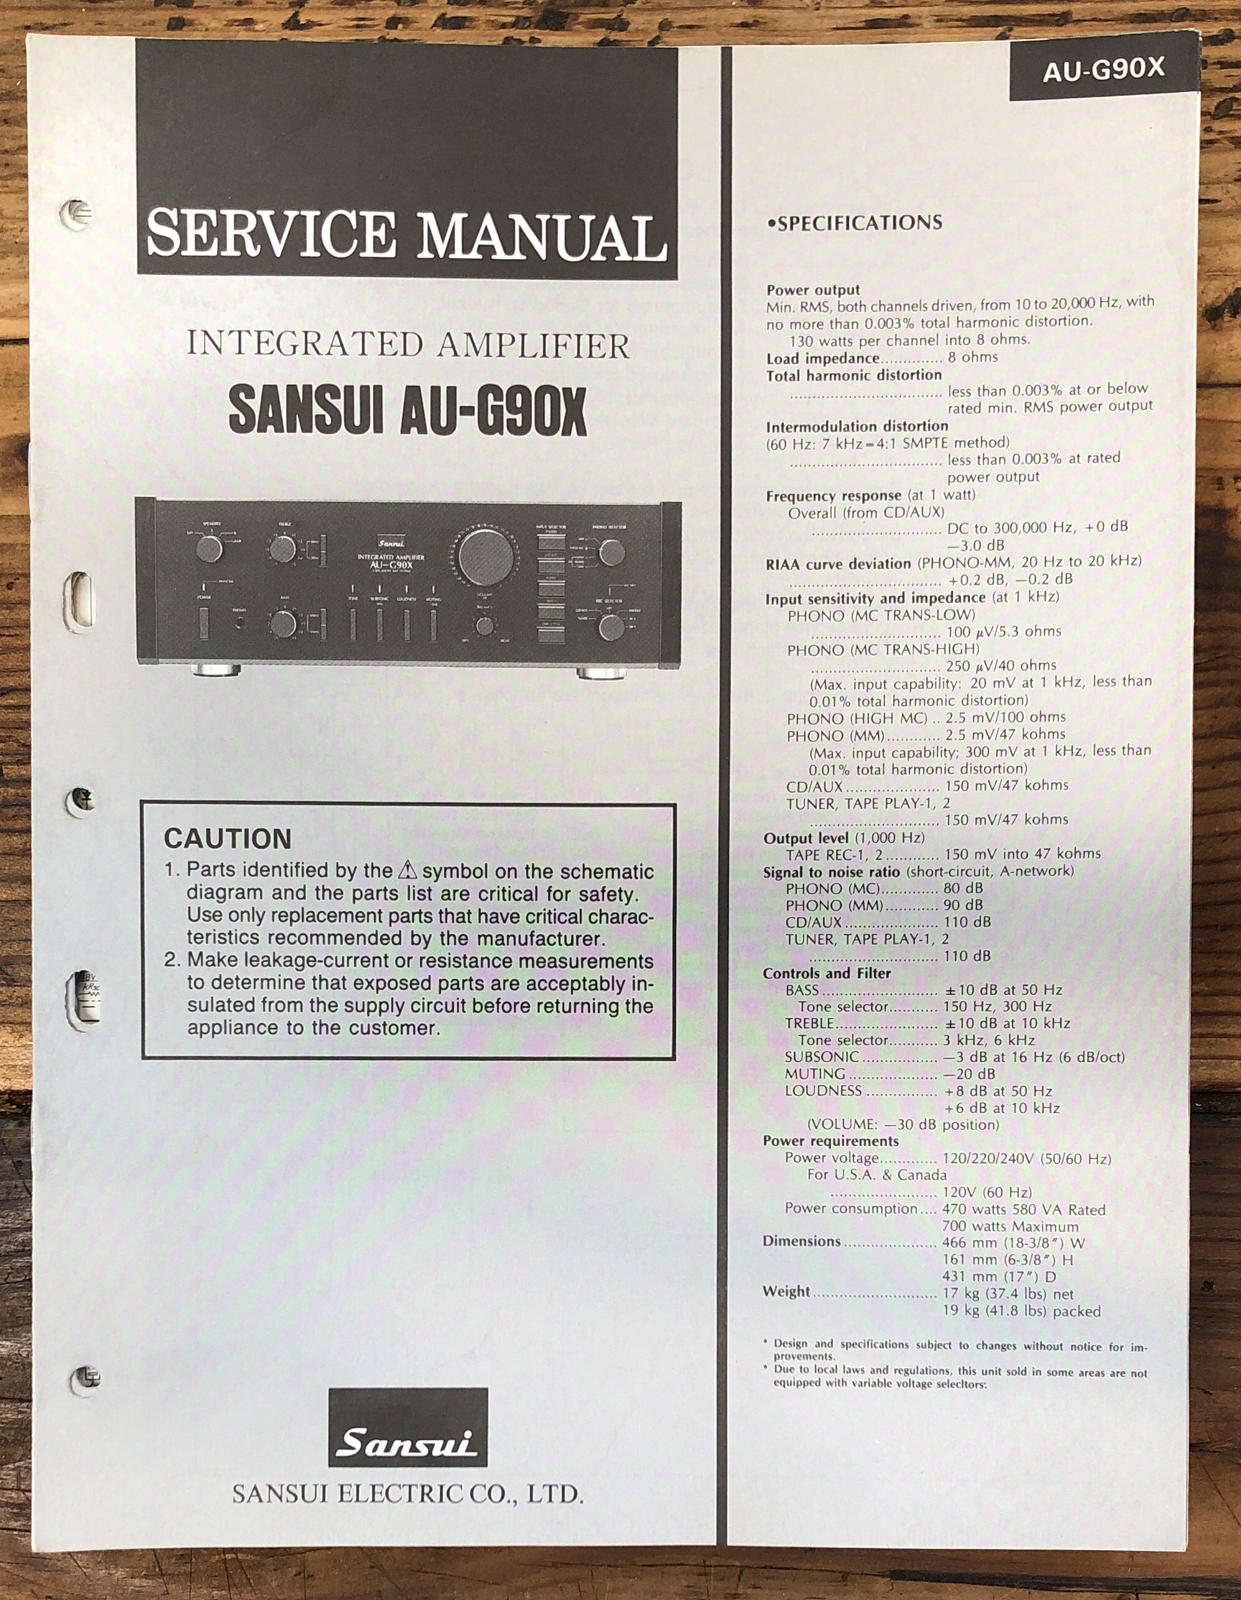 SERVICE MANUAL
INTEGRATED AMPLIFIER
SANSUI AU-G90X
Sansui
INTEGRATED AMPLIFIER
AU-G90X
CAUTION
1. Parts identified by the ⚠ symbol on the schematic
diagram and the parts list are critical for safety.
Use only replacement parts that have critical charac-
teristics recommended by the manufacturer.
2. Make leakage-current or resistance measurements
to determine that exposed parts are acceptably in-
sulated from the supply circuit before returning the
appliance to the customer.
Sansui
SANSUI ELECTRIC CO., LTD.
AU-G90X
•SPECIFICATIONS
Power output
Min. RMS, both channels driven, from 10 to 20,000 Hz, with
no more than 0.003% total harmonic distortion.
130 watts per channel into 8 ohms.
Load impedance.............. 8 ohms
Total harmonic distortion
.................................. less than 0.003% at or below
rated min. RMS power output
Intermodulation distortion
(60 Hz: 7 kHz=4:1 SMPTE method)
.................................. less than 0.003% at rated
power output
Frequency response (at 1 watt)
Overall (from CD/AUX)
............................. DC to 300,000 Hz, +0 dB
—3.0 dB
RIAA curve deviation (PHONO-MM, 20 Hz to 20 kHz)
.................................. +0.2 dB, —0.2 dB
Input sensitivity and impedance (at 1 kHz)
PHONO (MC TRANS-LOW)
............................. 100 μV/5.3 ohms
PHONO (MC TRANS-HIGH)
............................. 250 μV/40 ohms
(Max. input capability: 20 mV at 1 kHz, less than
0.01% total harmonic distortion)
PHONO (HIGH MC) .. 2.5 mV/100 ohms
PHONO (MM)............ 2.5 mV/47 kohms
(Max. input capability; 300 mV at 1 kHz, less than
0.01% total harmonic distortion)
CD/AUX..................... 150 mV/47 kohms
TUNER, TAPE PLAY-1, 2
............................. 150 mV/47 kohms
Output level (1,000 Hz)
TAPE REC-1, 2............ 150 mV into 47 kohms
Signal to noise ratio (short-circuit, A-network)
PHONO (MC)............. 80 dB
PHONO (MM)............ 90 dB
CD/AUX..................... 110 dB
TUNER, TAPE PLAY-1, 2
............................. 110 dB
Controls and Filter
BASS.......................... ±10 dB at 50 Hz
Tone selector........... 150 Hz, 300 Hz
TREBLE....................... ±10 dB at 10 kHz
Tone selector........... 3 kHz, 6 kHz
SUBSONIC................. —3 dB at 16 Hz (6 dB/oct)
MUTING.................... —20 dB
LOUDNESS................ +8 dB at 50 Hz
+6 dB at 10 kHz
(VOLUME: —30 dB position)
Power requirements
Power voltage............. 120/220/240V (50/60 Hz)
For U.S.A. & Canada
........................ 120V (60 Hz)
Power consumption.... 470 watts 580 VA Rated
700 watts Maximum
Dimensions..................... 466 mm (18-3/8″) W
161 mm (6-3/8″) H
431 mm (17″) D
Weight............................ 17 kg (37.4 lbs) net
19 kg (41.8 lbs) packed
* Design and specifications subject to changes without notice for im-
provements.
* Due to local laws and regulations, this unit sold in some areas are not
equipped with variable voltage selecltors: